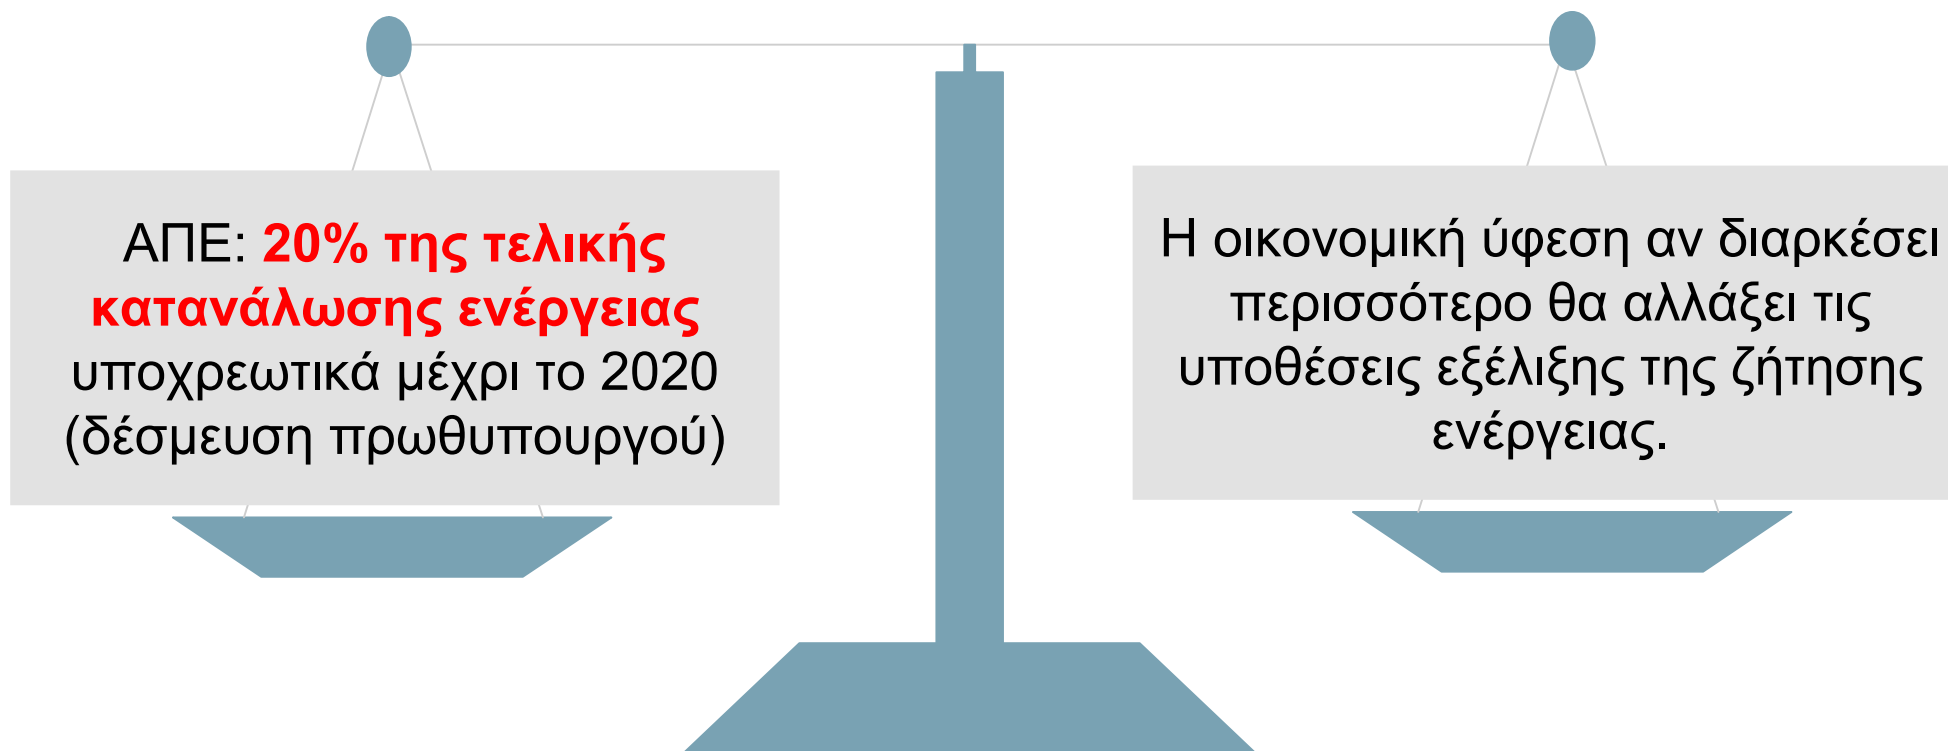 ΑΠΕ: 20% της τελικής
κατανάλωσης ενέργειας
υποχρεωτικά μέχρι το 2020
(δέσμευση πρωθυπουργού)
Η οικονομική ύφεση αν διαρκέσει
περισσότερο θα αλλάξει τις
υποθέσεις εξέλιξης της ζήτησης
ενέργειας.